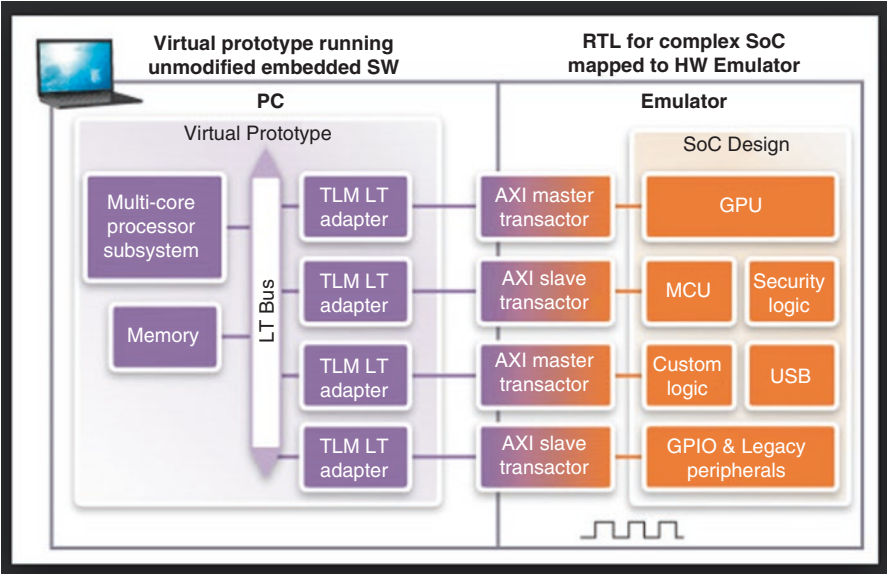 Virtual prototype running
unmodified embedded SW
RTL for complex SoC
mapped to HW Emulator
PC
Emulator
Virtual Prototype
SoC Design
Multi-core
processor
subsystem
Memory
LT Bus
TLM LT
adapter
AXI master
transactor
GPU
TLM LT
adapter
AXI slave
transactor
MCU
Security
logic
TLM LT
adapter
AXI master
transactor
Custom
logic
USB
TLM LT
adapter
AXI slave
transactor
GPIO & Legacy
peripherals